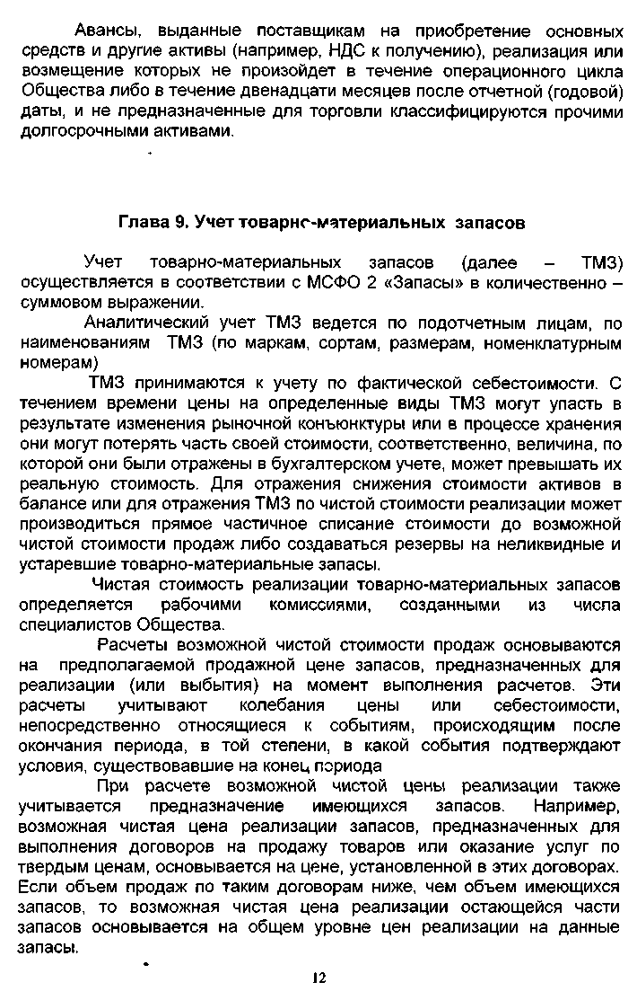 Авансы, выданные поставщикам на приобретение основных
средств и другие активы (например, НДС к получению), реализация или
возмещение которых не произойдет в течение операционного цикла
Общества либо в течение двенадцати месяцев после отчетной (годовой)
даты, и не предназначенные для торговли классифицируются прочими
долгосрочными активами.
Глава 9. Учет товарно-материальных запасов
Учет товарно-материальных запасов (далее – ТМЗ)
осуществляется в соответствии с МСФО 2 «Запасы» в количественно –
суммовом выражении.
Аналитический учет ТМЗ ведется по подотчетным лицам, по
наименованиям ТМЗ (по маркам, сортам, размерам, номенклатурным
номерам)
ТМЗ принимаются к учету по фактической себестоимости. С
течением времени цены на определенные виды ТМЗ могут упасть в
результате изменения рыночной конъюнктуры или в процессе хранения
они могут потерять часть своей стоимости, соответственно, величина, по
которой они были отражены в бухгалтерском учете, может превышать их
реальную стоимость. Для отражения снижения стоимости активов в
балансе или для отражения ТМЗ по чистой стоимости реализации может
производиться прямое частичное списание стоимости до возможной
чистой стоимости продаж либо создаваться резервы на неликвидные и
устаревшие товарно-материальные запасы.
Чистая стоимость реализации товарно-материальных запасов
определяется рабочими комиссиями, созданными из числа
специалистов Общества.
Расчеты возможной чистой стоимости продаж основываются
на предполагаемой продажной цене запасов, предназначенных для
реализации (или выбытия) на момент выполнения расчетов. Эти
расчеты учитывают колебания цены или себестоимости,
непосредственно относящиеся к событиям, происходящим после
окончания периода, в той степени, в какой события подтверждают
условия, существовавшие на конец периода
При расчете возможной чистой цены реализации также
учитывается предназначение имеющихся запасов. Например,
возможная чистая цена реализации запасов, предназначенных для
выполнения договоров на продажу товаров или оказание услуг по
твердым ценам, основывается на цене, установленной в этих договорах.
Если объем продаж по таким договорам ниже, чем объем имеющихся
запасов, то возможная чистая цена реализации остающейся части
запасов основывается на общем уровне цен реализации на данные
запасы.
12